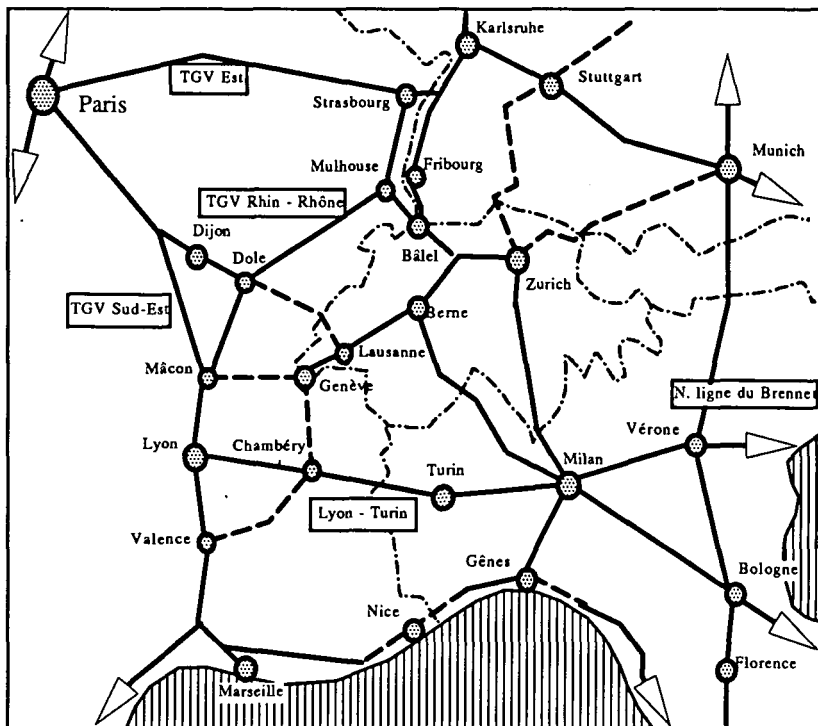 Karlsruhe
TGV Est
Stuttgart
Paris
Strasbourg
Munich
Mulhouse
Fribourg
TGV Rhin - Rhône
Dijon
Dole
Bâlel
Zurich
TGV Sud-Est
Berne
Lausanne
Mâcon
Genève
N. ligne du Brenner
Vérone
Lyon
Chambéry
Milan
Turin
Lyon - Turin
Valence
Gênes
Bologne
Nice
Florence
Marseille